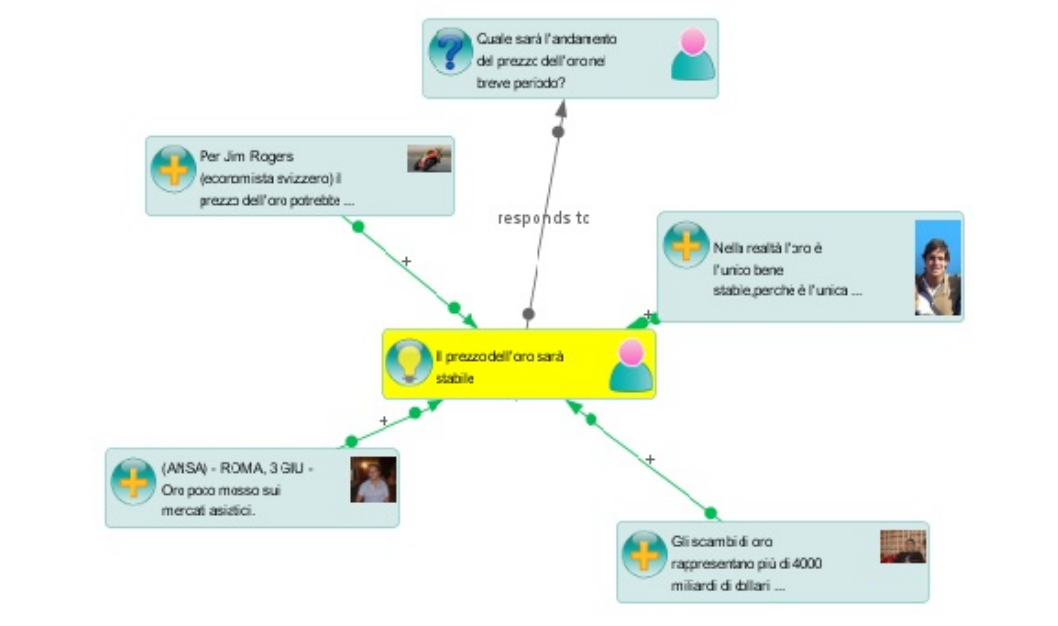 Quale sarà l'andamento
del prezzo dell'oro nel
breve periodo?
Per Jim Rogers
(economista svizzero) il
prezzo dell'oro potrebbe ...
+
responds to
Nella realtà l'oro è
l'unico bene
stabile,perchè è l'unica ...
+
Il prezzo dell'oro sarà
stabile
+
(ANSA) - ROMA, 3 GIU -
Oro poco mosso sui
mercati asiatici.
+
Gli scambi di oro
rappresentano più di 4000
miliardi di dollari ...